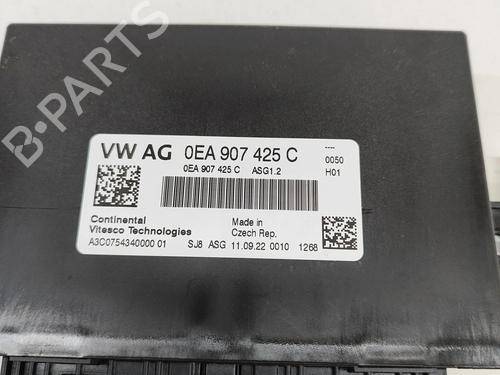 VW AG 0EA 907 425 C
0EA 907 425 C ASG1.2
----
0050
H01
Continental
Vitesco Technologies
Made in
Czech Rep.
A3C0754340000 01 SJ8 ASG 11.09.22 0010 1268
B-PARTS